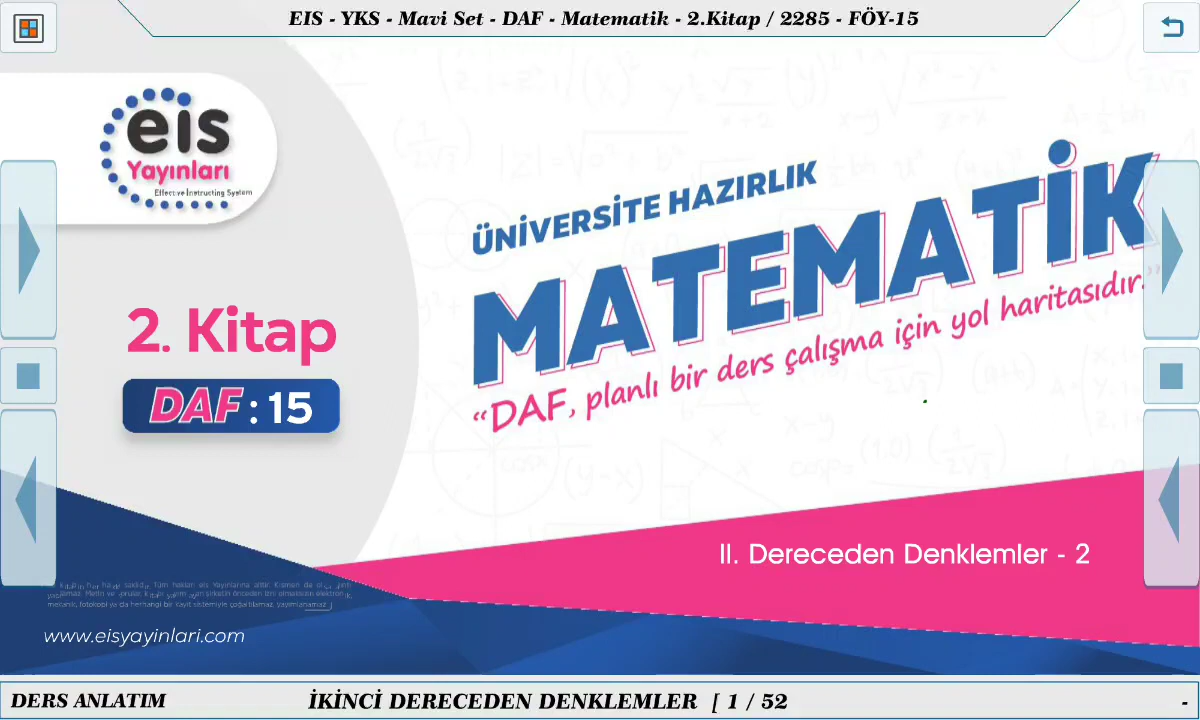 EIS - YKS - Mavi Set - DAF - Matematik - 2.Kitap / 2285 - FÖY-15
eis
Yayınları
Effective Instructing System
ÜNİVERSİTE HAZIRLIK
MATEMATİK
“DAF, planlı bir ders çalışma için yol haritasıdır.”
2. Kitap
DAF : 15
II. Dereceden Denklemler - 2
www.eisyayinlari.com
DERS ANLATIM
İKİNCİ DERECEDEN DENKLEMLER [ 1 / 52
-